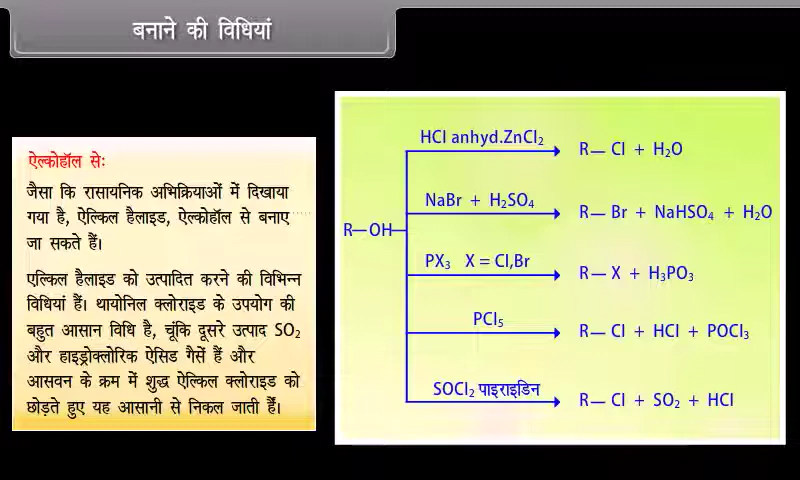 बनाने की विधियां
ऐल्कोहॉल से:
जैसा कि रासायनिक अभिक्रियाओं में दिखाया
गया है, ऐल्किल हैलाइड, ऐल्कोहॉल से बनाए
जा सकते हैं।
एल्किल हैलाइड को उत्पादित करने की विभिन्न
विधियां हैं। थायोनिल क्लोराइड के उपयोग की
बहुत आसान विधि है, चूंकि दूसरे उत्पाद SO₂
और हाइड्रोक्लोरिक ऐसिड गैसें हैं और
आसवन के क्रम में शुद्ध ऐल्किल क्लोराइड को
छोड़ते हुए यह आसानी से निकल जाती हैं।
R—OH
HCl anhyd.ZnCl₂ R—Cl + H₂O
NaBr + H₂SO₄ R—Br + NaHSO₄ + H₂O
PX₃ X = Cl,Br R—X + H₃PO₃
PCl₅ R—Cl + HCl + POCl₃
SOCl₂ पाइराइडिन R—Cl + SO₂ + HCl